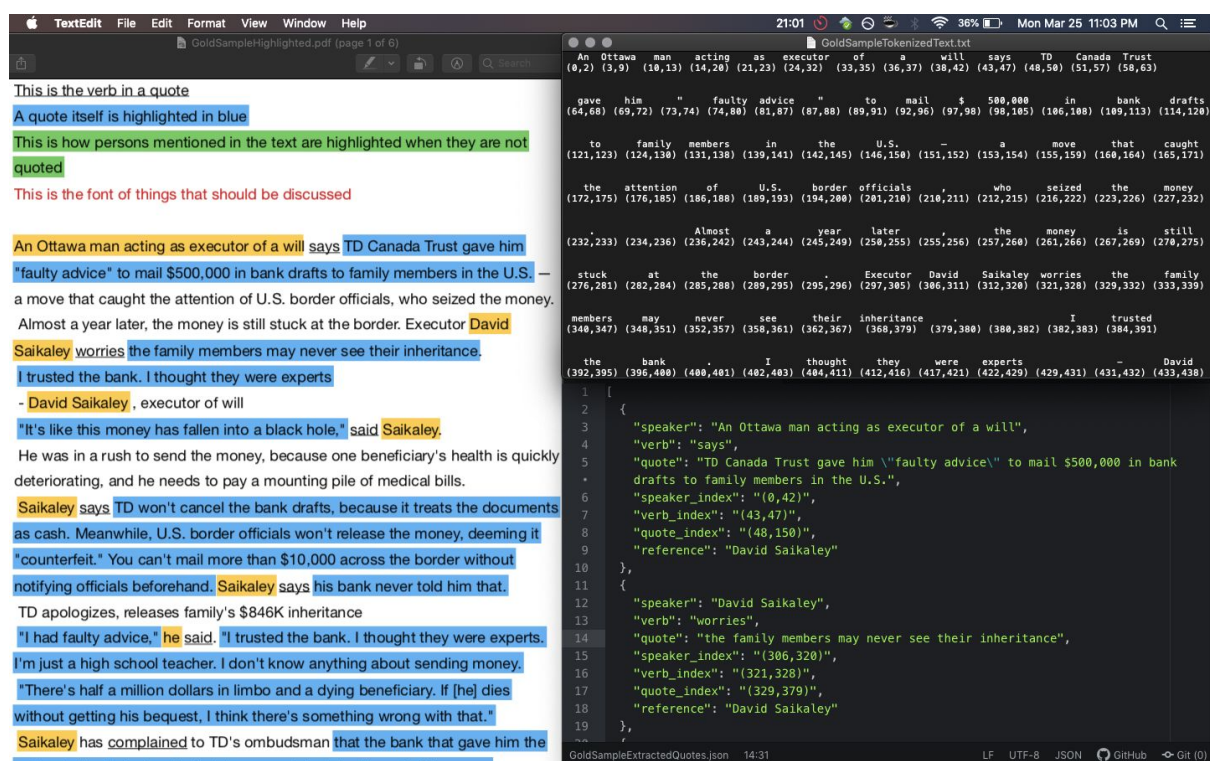 TextEdit File Edit Format View Window Help 21:01 36% Mon Mar 25 11:03 PM
GoldSampleHighlighted.pdf (page 1 of 6)
Search
This is the verb in a quote
A quote itself is highlighted in blue
This is how persons mentioned in the text are highlighted when they are not
quoted
This is the font of things that should be discussed
An Ottawa man acting as executor of a will says TD Canada Trust gave him
"faulty advice" to mail $500,000 in bank drafts to family members in the U.S. —
a move that caught the attention of U.S. border officials, who seized the money.
Almost a year later, the money is still stuck at the border. Executor David
Saikaley worries the family members may never see their inheritance.
I trusted the bank. I thought they were experts
- David Saikaley , executor of will
"It's like this money has fallen into a black hole," said Saikaley.
He was in a rush to send the money, because one beneficiary's health is quickly
deteriorating, and he needs to pay a mounting pile of medical bills.
Saikaley says TD won't cancel the bank drafts, because it treats the documents
as cash. Meanwhile, U.S. border officials won't release the money, deeming it
"counterfeit." You can't mail more than $10,000 across the border without
notifying officials beforehand. Saikaley says his bank never told him that.
TD apologizes, releases family's $846K inheritance
"I had faulty advice," he said. "I trusted the bank. I thought they were experts.
I'm just a high school teacher. I don't know anything about sending money.
"There's half a million dollars in limbo and a dying beneficiary. If [he] dies
without getting his bequest, I think there's something wrong with that."
Saikaley has complained to TD's ombudsman that the bank that gave him the
GoldSampleTokenizedText.txt
An Ottawa man acting as executor of a will says TD Canada Trust
(0,2) (3,9) (10,13) (14,20) (21,23) (24,32) (33,35) (36,37) (38,42) (43,47) (48,50) (51,57) (58,63)
gave him " faulty advice " to mail $ 500,000 in bank drafts
(64,68) (69,72) (73,74) (74,80) (81,87) (87,88) (89,91) (92,96) (97,98) (98,105) (106,108) (109,113) (114,120)
to family members in the U.S. — a move that caught
(121,123) (124,130) (131,138) (139,141) (142,145) (146,150) (151,152) (153,154) (155,159) (160,164) (165,171)
the attention of U.S. border officials , who seized the money
(172,175) (176,185) (186,188) (189,193) (194,200) (201,210) (210,211) (212,215) (216,222) (223,226) (227,232)
. Almost a year later , the money is still
(232,233) (234,236) (236,242) (243,244) (245,249) (250,255) (255,256) (257,260) (261,266) (267,269) (270,275)
stuck at the border . Executor David Saikaley worries the family
(276,281) (282,284) (285,288) (289,295) (295,296) (297,305) (306,311) (312,320) (321,328) (329,332) (333,339)
members may never see their inheritance . I trusted
(340,347) (348,351) (352,357) (358,361) (362,367) (368,379) (379,380) (380,382) (382,383) (384,391)
the bank . I thought they were experts - David
(392,395) (396,400) (400,401) (402,403) (404,411) (412,416) (417,421) (422,429) (429,431) (431,432) (433,438)
1 [
2 {
3 "speaker": "An Ottawa man acting as executor of a will",
4 "verb": "says",
5 "quote": "TD Canada Trust gave him \"faulty advice\" to mail $500,000 in bank
• drafts to family members in the U.S.",
6 "speaker_index": "(0,42)",
7 "verb_index": "(43,47)",
8 "quote_index": "(48,150)",
9 "reference": "David Saikaley"
10 },
11 {
12 "speaker": "David Saikaley",
13 "verb": "worries",
14 "quote": "the family members may never see their inheritance",
15 "speaker_index": "(306,320)",
16 "verb_index": "(321,328)",
17 "quote_index": "(329,379)",
18 "reference": "David Saikaley"
19 },
GoldSampleExtractedQuotes.json 14:31 LF UTF-8 JSON GitHub Git (0)